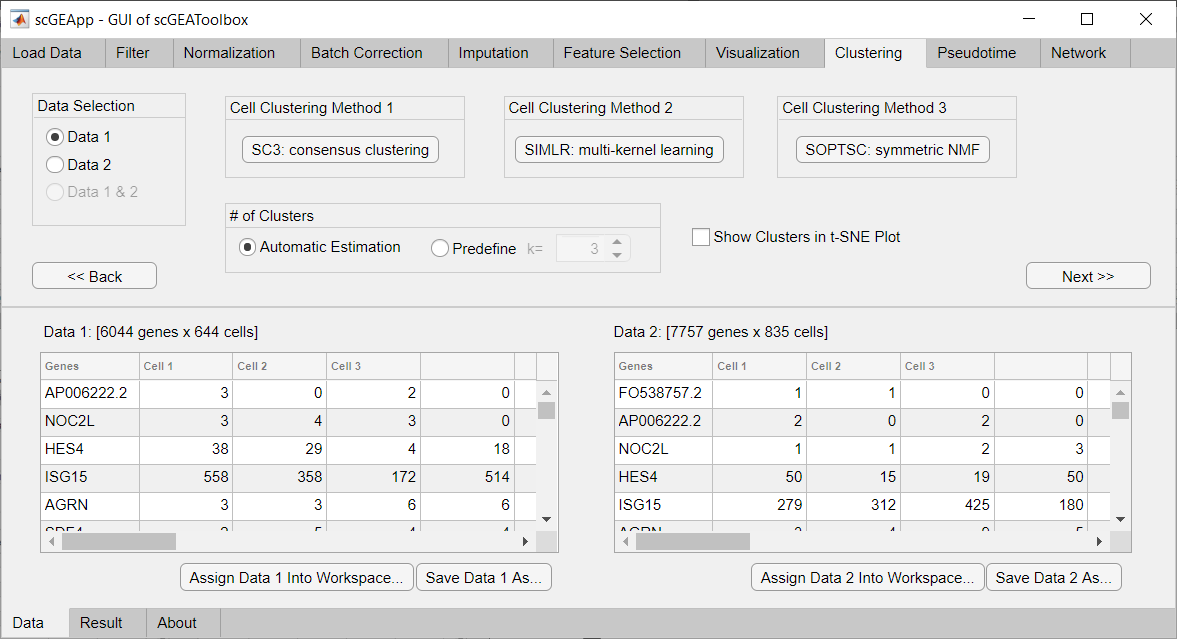 scGEApp - GUI of scGEAToolbox
Load Data Filter Normalization Batch Correction Imputation Feature Selection Visualization Clustering Pseudotime Network
Data Selection
Data 1
Data 2
Data 1 & 2
<< Back
Cell Clustering Method 1
SC3: consensus clustering
Cell Clustering Method 2
SIMLR: multi-kernel learning
Cell Clustering Method 3
SOPTSC: symmetric NMF
# of Clusters
Automatic Estimation Predefine k= 3
Show Clusters in t-SNE Plot
Next >>
Data 1: [6044 genes x 644 cells]
Genes Cell 1 Cell 2 Cell 3
AP006222.2 3 0 2 0
NOC2L 3 4 3 0
HES4 38 29 4 18
ISG15 558 358 172 514
AGRN 3 3 6 6
Assign Data 1 Into Workspace... Save Data 1 As...
Data 2: [7757 genes x 835 cells]
Genes Cell 1 Cell 2 Cell 3
FO538757.2 1 1 0 0
AP006222.2 2 0 2 0
NOC2L 1 1 2 3
HES4 50 15 19 50
ISG15 279 312 425 180
AGRN
Assign Data 2 Into Workspace... Save Data 2 As...
Data Result About